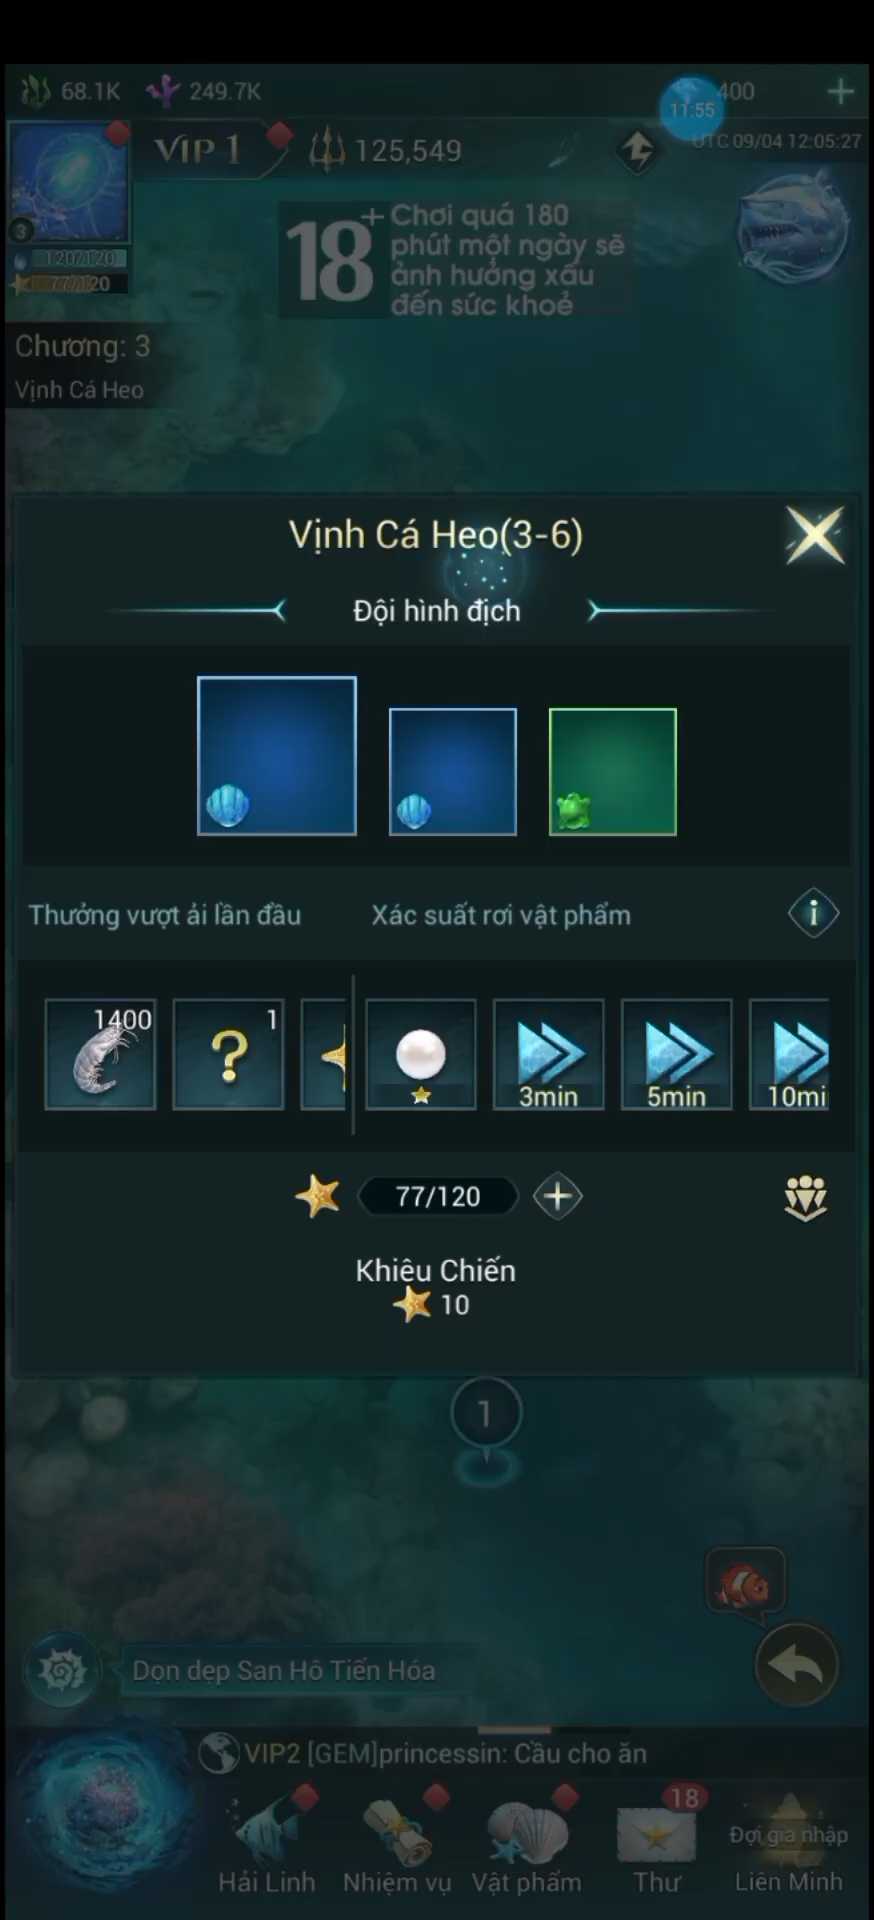 68.1K
249.7K
400
11:55
UTC 09/04 12:05:27
VIP 1
125,549
3
120/120
77/120
18+
Chơi quá 180
phút một ngày sẽ
ảnh hưởng xấu
đến sức khoẻ
Chương: 3
Vịnh Cá Heo
Vịnh Cá Heo(3-6)
Đội hình địch
Thưởng vượt ải lần đầu
Xác suất rơi vật phẩm
i
1400
?
1
3min
5min
10mi
77/120
Khiêu Chiến
10
1
Dọn dẹp San Hô Tiến Hóa
VIP2 [GEM]princessin: Cầu cho ăn
18
Đợi gia nhập
Hải Linh
Nhiệm vụ
Vật phẩm
Thư
Liên Minh